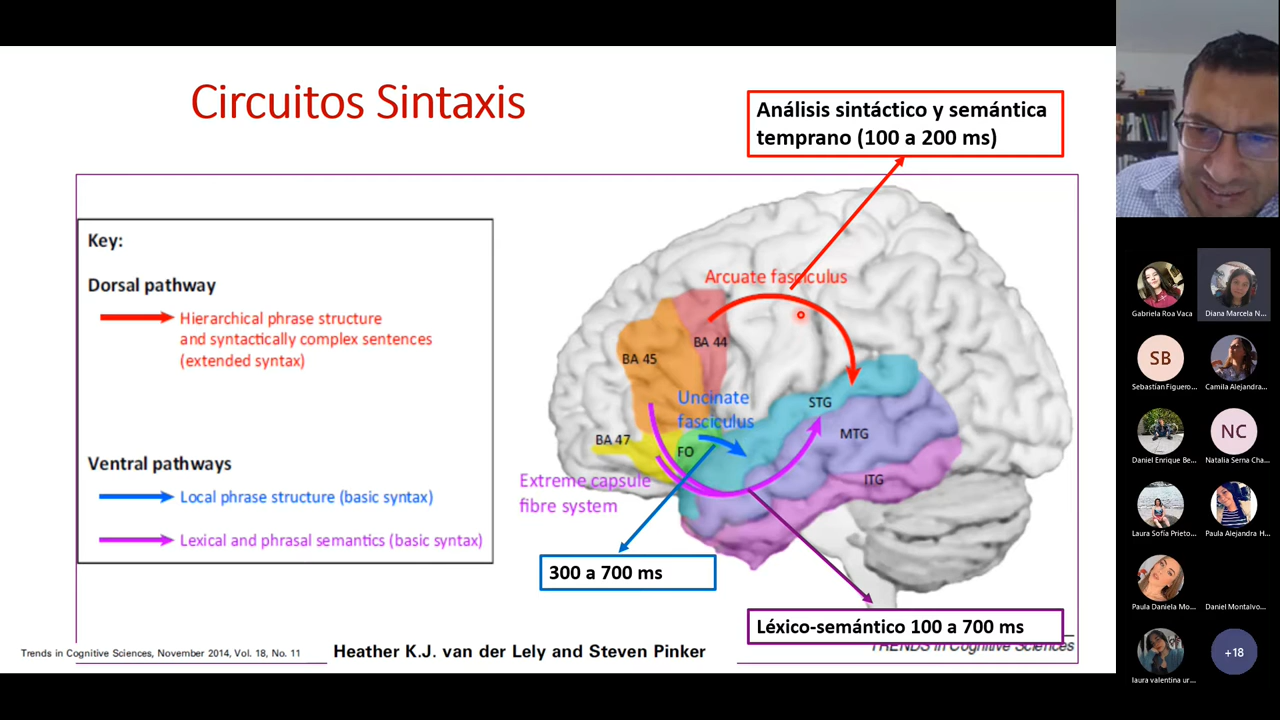 Circuitos Sintaxis
Análisis sintáctico y semántica
temprano (100 a 200 ms)
Key:
Dorsal pathway
Hierarchical phrase structure
and syntactically complex sentences
(extended syntax)
Ventral pathways
Local phrase structure (basic syntax)
Lexical and phrasal semantics (basic syntax)
Arcuate fasciculus
BA 44
BA 45
Uncinate
fasciculus
STG
BA 47
FO
MTG
ITG
Extreme capsule
fibre system
300 a 700 ms
Léxico-semántico 100 a 700 ms
Trends in Cognitive Sciences, November 2014, Vol. 18, No. 11
Heather K.J. van der Lely and Steven Pinker
TRENDS in Cognitive Sciences
Gabriela Roa Vaca
Diana Marcela N...
SB
Sebastian Figuero...
Camila Alejandra...
Daniel Enrique Be...
NC
Natalia Serna Cha...
Laura Sofía Prieto...
Paula Alejandra H...
Paula Daniela Mo...
Daniel Montalvo...
laura valentina ur...
+18